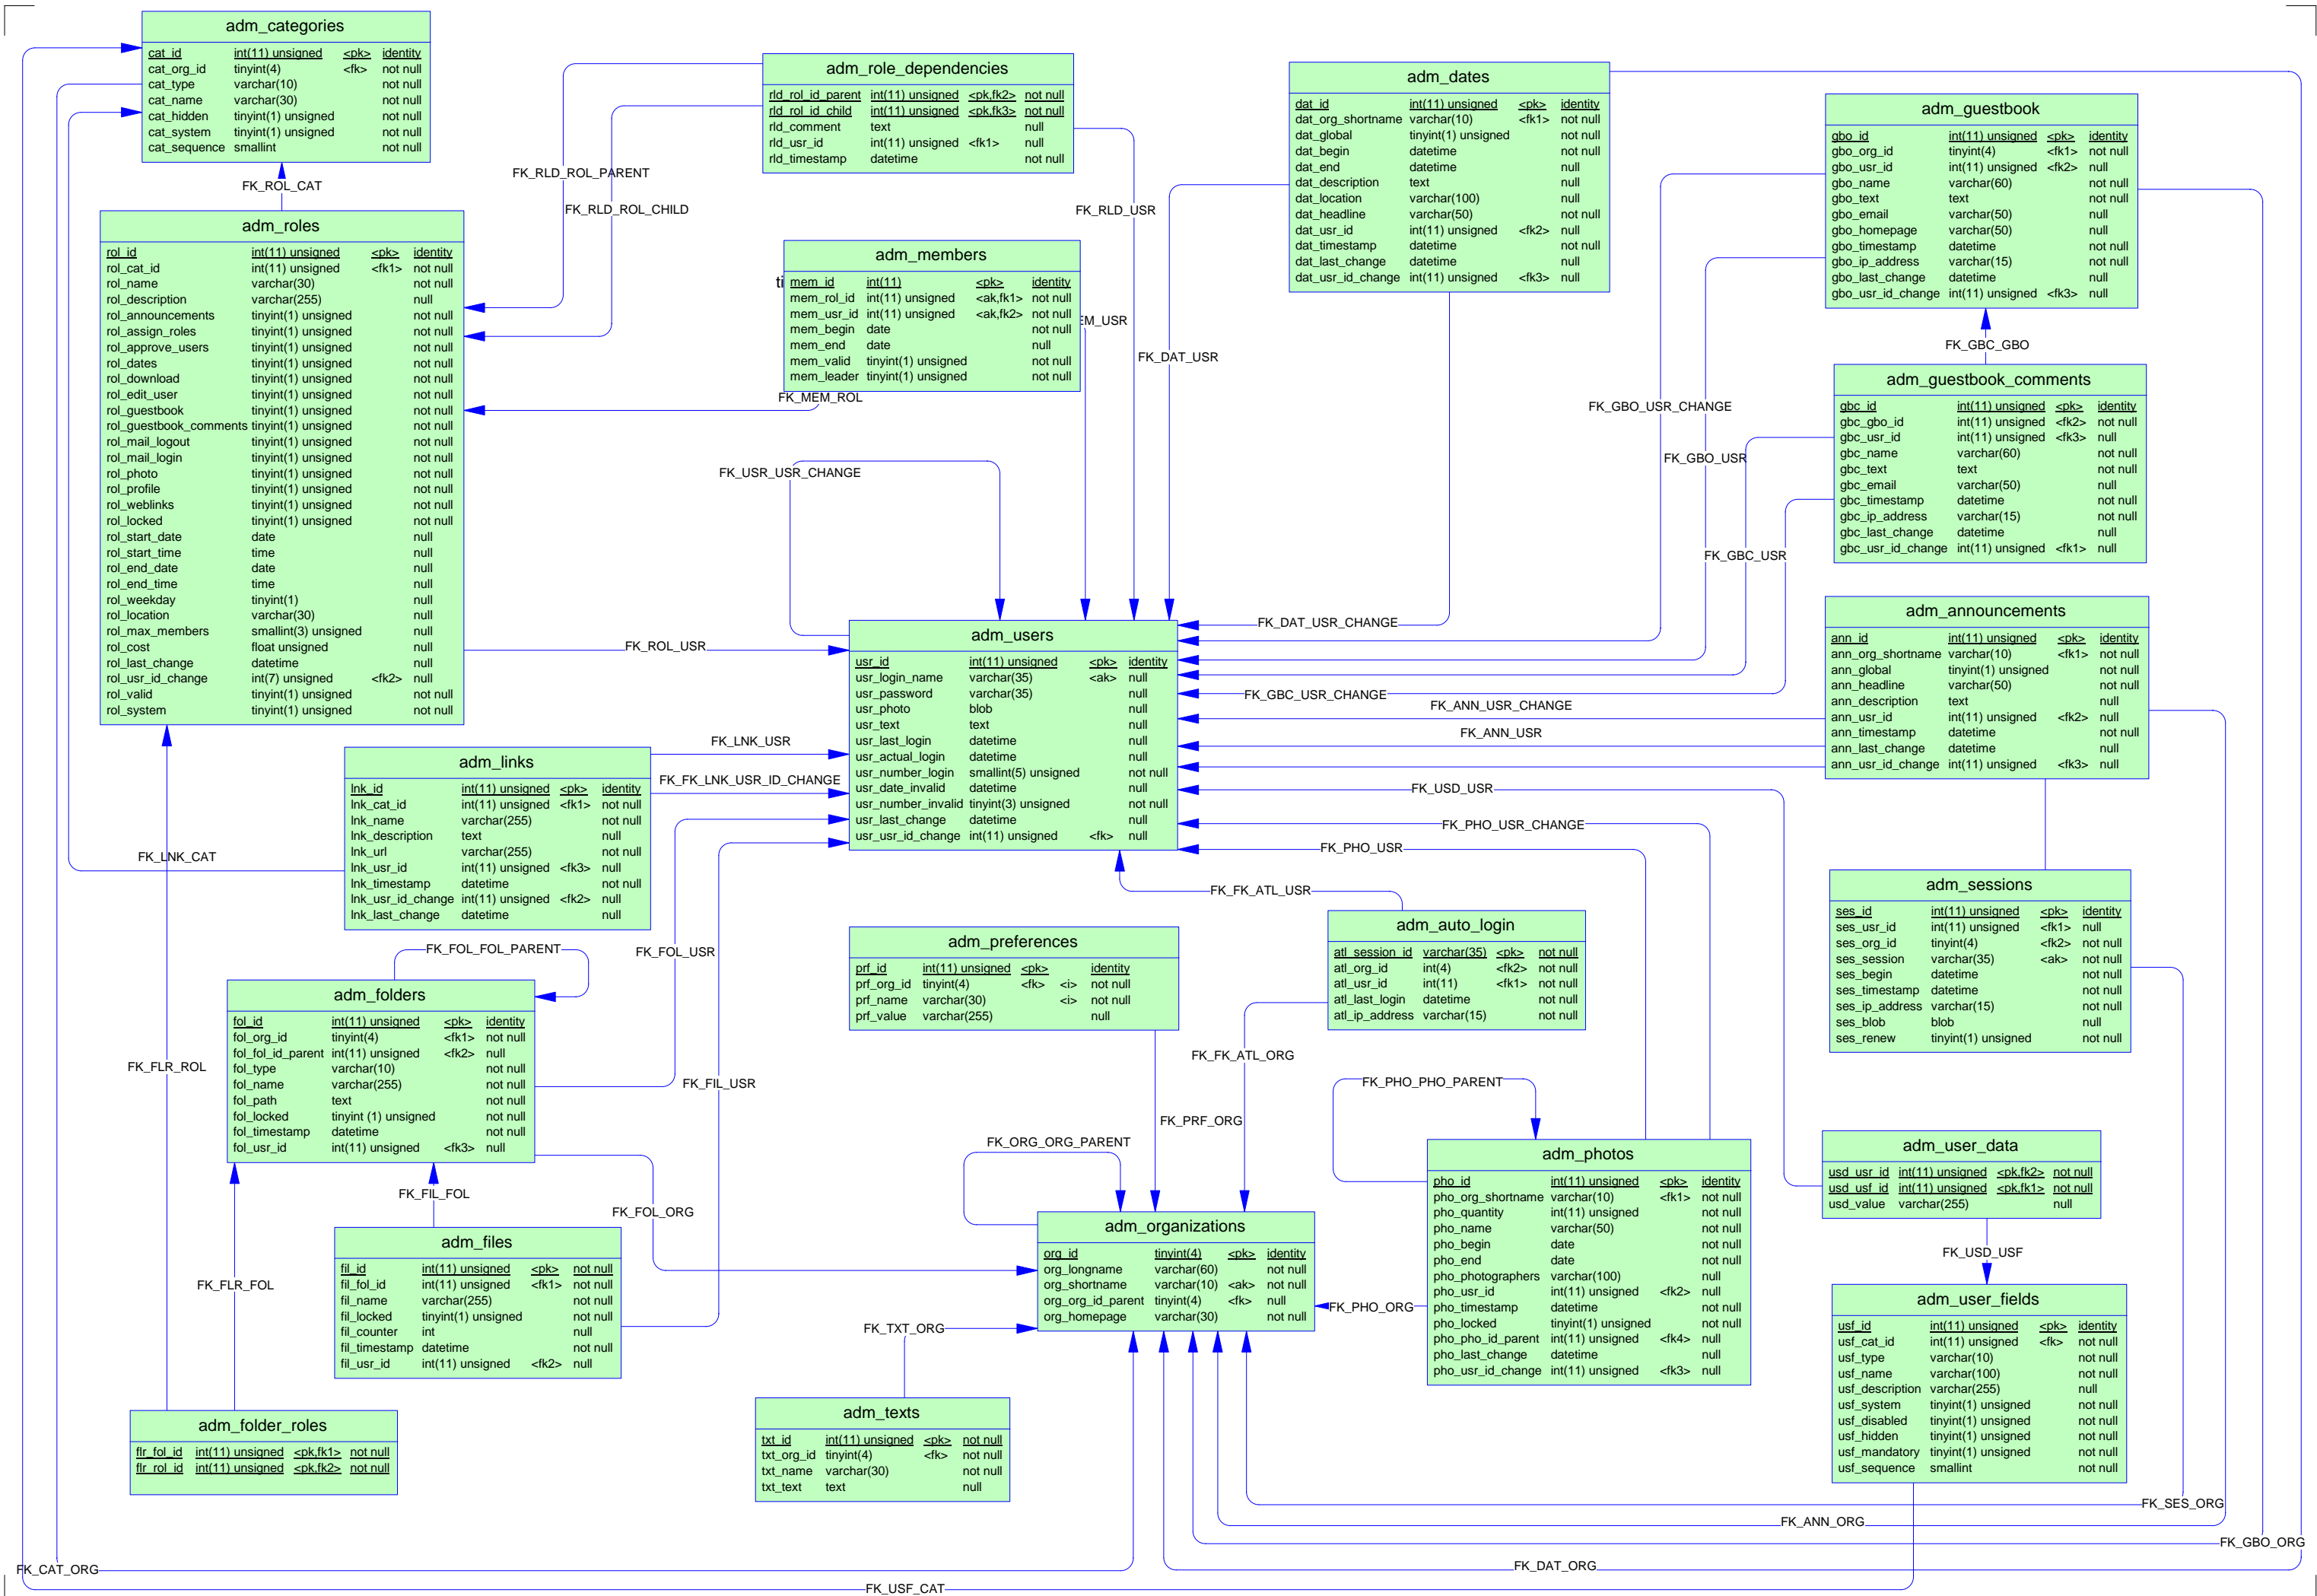 adm_categories
cat_id int(11) unsigned <pk> identity
cat_org_id tinyint(4) <fk> not null
cat_type varchar(10) not null
cat_name varchar(30) not null
cat_hidden tinyint(1) unsigned not null
cat_system tinyint(1) unsigned not null
cat_sequence smallint not null
FK_ROL_CAT
adm_roles
rol_id int(11) unsigned <pk> identity
rol_cat_id int(11) unsigned <fk1> not null
rol_name varchar(30) not null
rol_description varchar(255) null
rol_announcements tinyint(1) unsigned not null
rol_assign_roles tinyint(1) unsigned not null
rol_approve_users tinyint(1) unsigned not null
rol_dates tinyint(1) unsigned not null
rol_download tinyint(1) unsigned not null
rol_edit_user tinyint(1) unsigned not null
rol_guestbook tinyint(1) unsigned not null
rol_guestbook_comments tinyint(1) unsigned not null
rol_mail_logout tinyint(1) unsigned not null
rol_mail_login tinyint(1) unsigned not null
rol_photo tinyint(1) unsigned not null
rol_profile tinyint(1) unsigned not null
rol_weblinks tinyint(1) unsigned not null
rol_locked tinyint(1) unsigned not null
rol_start_date date null
rol_start_time time null
rol_end_date date null
rol_end_time time null
rol_weekday tinyint(1) null
rol_location varchar(30) null
rol_max_members smallint(3) unsigned null
rol_cost float unsigned null
rol_last_change datetime null
rol_usr_id_change int(7) unsigned <fk2> null
rol_valid tinyint(1) unsigned not null
rol_system tinyint(1) unsigned not null
FK_RLD_ROL_PARENT
FK_RLD_ROL_CHILD
adm_role_dependencies
rld_rol_id_parent int(11) unsigned <pk,fk2> not null
rld_rol_id_child int(11) unsigned <pk,fk3> not null
rld_comment text null
rld_usr_id int(11) unsigned <fk1> null
rld_timestamp datetime not null
FK_RLD_USR
adm_members
ti
mem_id int(11) <pk> identity
mem_rol_id int(11) unsigned <ak,fk1> not null
mem_usr_id int(11) unsigned <ak,fk2> not null
mem_begin date not null
mem_end date null
mem_valid tinyint(1) unsigned not null
mem_leader tinyint(1) unsigned not null
EM_USR
FK_MEM_ROL
FK_DAT_USR
adm_dates
dat_id int(11) unsigned <pk> identity
dat_org_shortname varchar(10) <fk1> not null
dat_global tinyint(1) unsigned not null
dat_begin datetime not null
dat_end datetime null
dat_description text null
dat_location varchar(100) null
dat_headline varchar(50) not null
dat_usr_id int(11) unsigned <fk2> null
dat_timestamp datetime not null
dat_last_change datetime null
dat_usr_id_change int(11) unsigned <fk3> null
adm_guestbook
gbo_id int(11) unsigned <pk> identity
gbo_org_id tinyint(4) <fk1> not null
gbo_usr_id int(11) unsigned <fk2> null
gbo_name varchar(60) not null
gbo_text text not null
gbo_email varchar(50) null
gbo_homepage varchar(50) null
gbo_timestamp datetime not null
gbo_ip_address varchar(15) not null
gbo_last_change datetime null
gbo_usr_id_change int(11) unsigned <fk3> null
FK_GBC_GBO
adm_guestbook_comments
gbc_id int(11) unsigned <pk> identity
gbc_gbo_id int(11) unsigned <fk2> not null
gbc_usr_id int(11) unsigned <fk3> null
gbc_name varchar(60) not null
gbc_text text not null
gbc_email varchar(50) null
gbc_timestamp datetime not null
gbc_ip_address varchar(15) not null
gbc_last_change datetime null
gbc_usr_id_change int(11) unsigned <fk1> null
FK_GBO_USR_CHANGE
FK_GBO_USR
FK_GBC_USR
FK_USR_USR_CHANGE
FK_ROL_USR
FK_DAT_USR_CHANGE
FK_GBC_USR_CHANGE
FK_ANN_USR_CHANGE
FK_ANN_USR
adm_users
usr_id int(11) unsigned <pk> identity
usr_login_name varchar(35) <ak> null
usr_password varchar(35) null
usr_photo blob null
usr_text text null
usr_last_login datetime null
usr_actual_login datetime null
usr_number_login smallint(5) unsigned not null
usr_date_invalid datetime null
usr_number_invalid tinyint(3) unsigned not null
usr_last_change datetime null
usr_usr_id_change int(11) unsigned <fk> null
adm_announcements
ann_id int(11) unsigned <pk> identity
ann_org_shortname varchar(10) <fk1> not null
ann_global tinyint(1) unsigned not null
ann_headline varchar(50) not null
ann_description text null
ann_usr_id int(11) unsigned <fk2> null
ann_timestamp datetime not null
ann_last_change datetime null
ann_usr_id_change int(11) unsigned <fk3> null
FK_LNK_USR
FK_FK_LNK_USR_ID_CHANGE
FK_LNK_CAT
adm_links
lnk_id int(11) unsigned <pk> identity
lnk_cat_id int(11) unsigned <fk1> not null
lnk_name varchar(255) not null
lnk_description text null
lnk_url varchar(255) not null
lnk_usr_id int(11) unsigned <fk3> null
lnk_timestamp datetime not null
lnk_usr_id_change int(11) unsigned <fk2> null
lnk_last_change datetime null
FK_USD_USR
FK_PHO_USR_CHANGE
FK_PHO_USR
FK_FK_ATL_USR
adm_sessions
ses_id int(11) unsigned <pk> identity
ses_usr_id int(11) unsigned <fk1> null
ses_org_id tinyint(4) <fk2> not null
ses_session varchar(35) <ak> not null
ses_begin datetime not null
ses_timestamp datetime not null
ses_ip_address varchar(15) not null
ses_blob blob null
ses_renew tinyint(1) unsigned not null
adm_auto_login
atl_session_id varchar(35) <pk> not null
atl_org_id int(4) <fk2> not null
atl_usr_id int(11) <fk1> not null
atl_last_login datetime not null
atl_ip_address varchar(15) not null
adm_preferences
prf_id int(11) unsigned <pk> identity
prf_org_id tinyint(4) <fk> <i> not null
prf_name varchar(30) <i> not null
prf_value varchar(255) null
FK_FOL_FOL_PARENT
FK_FOL_USR
adm_folders
fol_id int(11) unsigned <pk> identity
fol_org_id tinyint(4) <fk1> not null
fol_fol_id_parent int(11) unsigned <fk2> null
fol_type varchar(10) not null
fol_name varchar(255) not null
fol_path text not null
fol_locked tinyint (1) unsigned not null
fol_timestamp datetime not null
fol_usr_id int(11) unsigned <fk3> null
FK_FLR_ROL
FK_FIL_USR
FK_FK_ATL_ORG
FK_PHO_PHO_PARENT
FK_PRF_ORG
FK_ORG_ORG_PARENT
FK_FIL_FOL
FK_FOL_ORG
adm_organizations
org_id tinyint(4) <pk> identity
org_longname varchar(60) not null
org_shortname varchar(10) <ak> not null
org_org_id_parent tinyint(4) <fk> null
org_homepage varchar(30) not null
FK_PHO_ORG
adm_photos
pho_id int(11) unsigned <pk> identity
pho_org_shortname varchar(10) <fk1> not null
pho_quantity int(11) unsigned not null
pho_name varchar(50) not null
pho_begin date not null
pho_end date not null
pho_photographers varchar(100) null
pho_usr_id int(11) unsigned <fk2> null
pho_timestamp datetime not null
pho_locked tinyint(1) unsigned not null
pho_pho_id_parent int(11) unsigned <fk4> null
pho_last_change datetime null
pho_usr_id_change int(11) unsigned <fk3> null
adm_user_data
usd_usr_id int(11) unsigned <pk,fk2> not null
usd_usf_id int(11) unsigned <pk,fk1> not null
usd_value varchar(255) null
FK_USD_USF
adm_user_fields
usf_id int(11) unsigned <pk> identity
usf_cat_id int(11) unsigned <fk> not null
usf_type varchar(10) not null
usf_name varchar(100) not null
usf_description varchar(255) null
usf_system tinyint(1) unsigned not null
usf_disabled tinyint(1) unsigned not null
usf_hidden tinyint(1) unsigned not null
usf_mandatory tinyint(1) unsigned not null
usf_sequence smallint not null
adm_files
fil_id int(11) unsigned <pk> not null
fil_fol_id int(11) unsigned <fk1> not null
fil_name varchar(255) not null
fil_locked tinyint(1) unsigned not null
fil_counter int null
fil_timestamp datetime not null
fil_usr_id int(11) unsigned <fk2> null
FK_FLR_FOL
FK_TXT_ORG
adm_folder_roles
flr_fol_id int(11) unsigned <pk,fk1> not null
flr_rol_id int(11) unsigned <pk,fk2> not null
adm_texts
txt_id int(11) unsigned <pk> not null
txt_org_id tinyint(4) <fk> not null
txt_name varchar(30) not null
txt_text text null
FK_SES_ORG
FK_ANN_ORG
FK_GBO_ORG
FK_DAT_ORG
FK_CAT_ORG
FK_USF_CAT